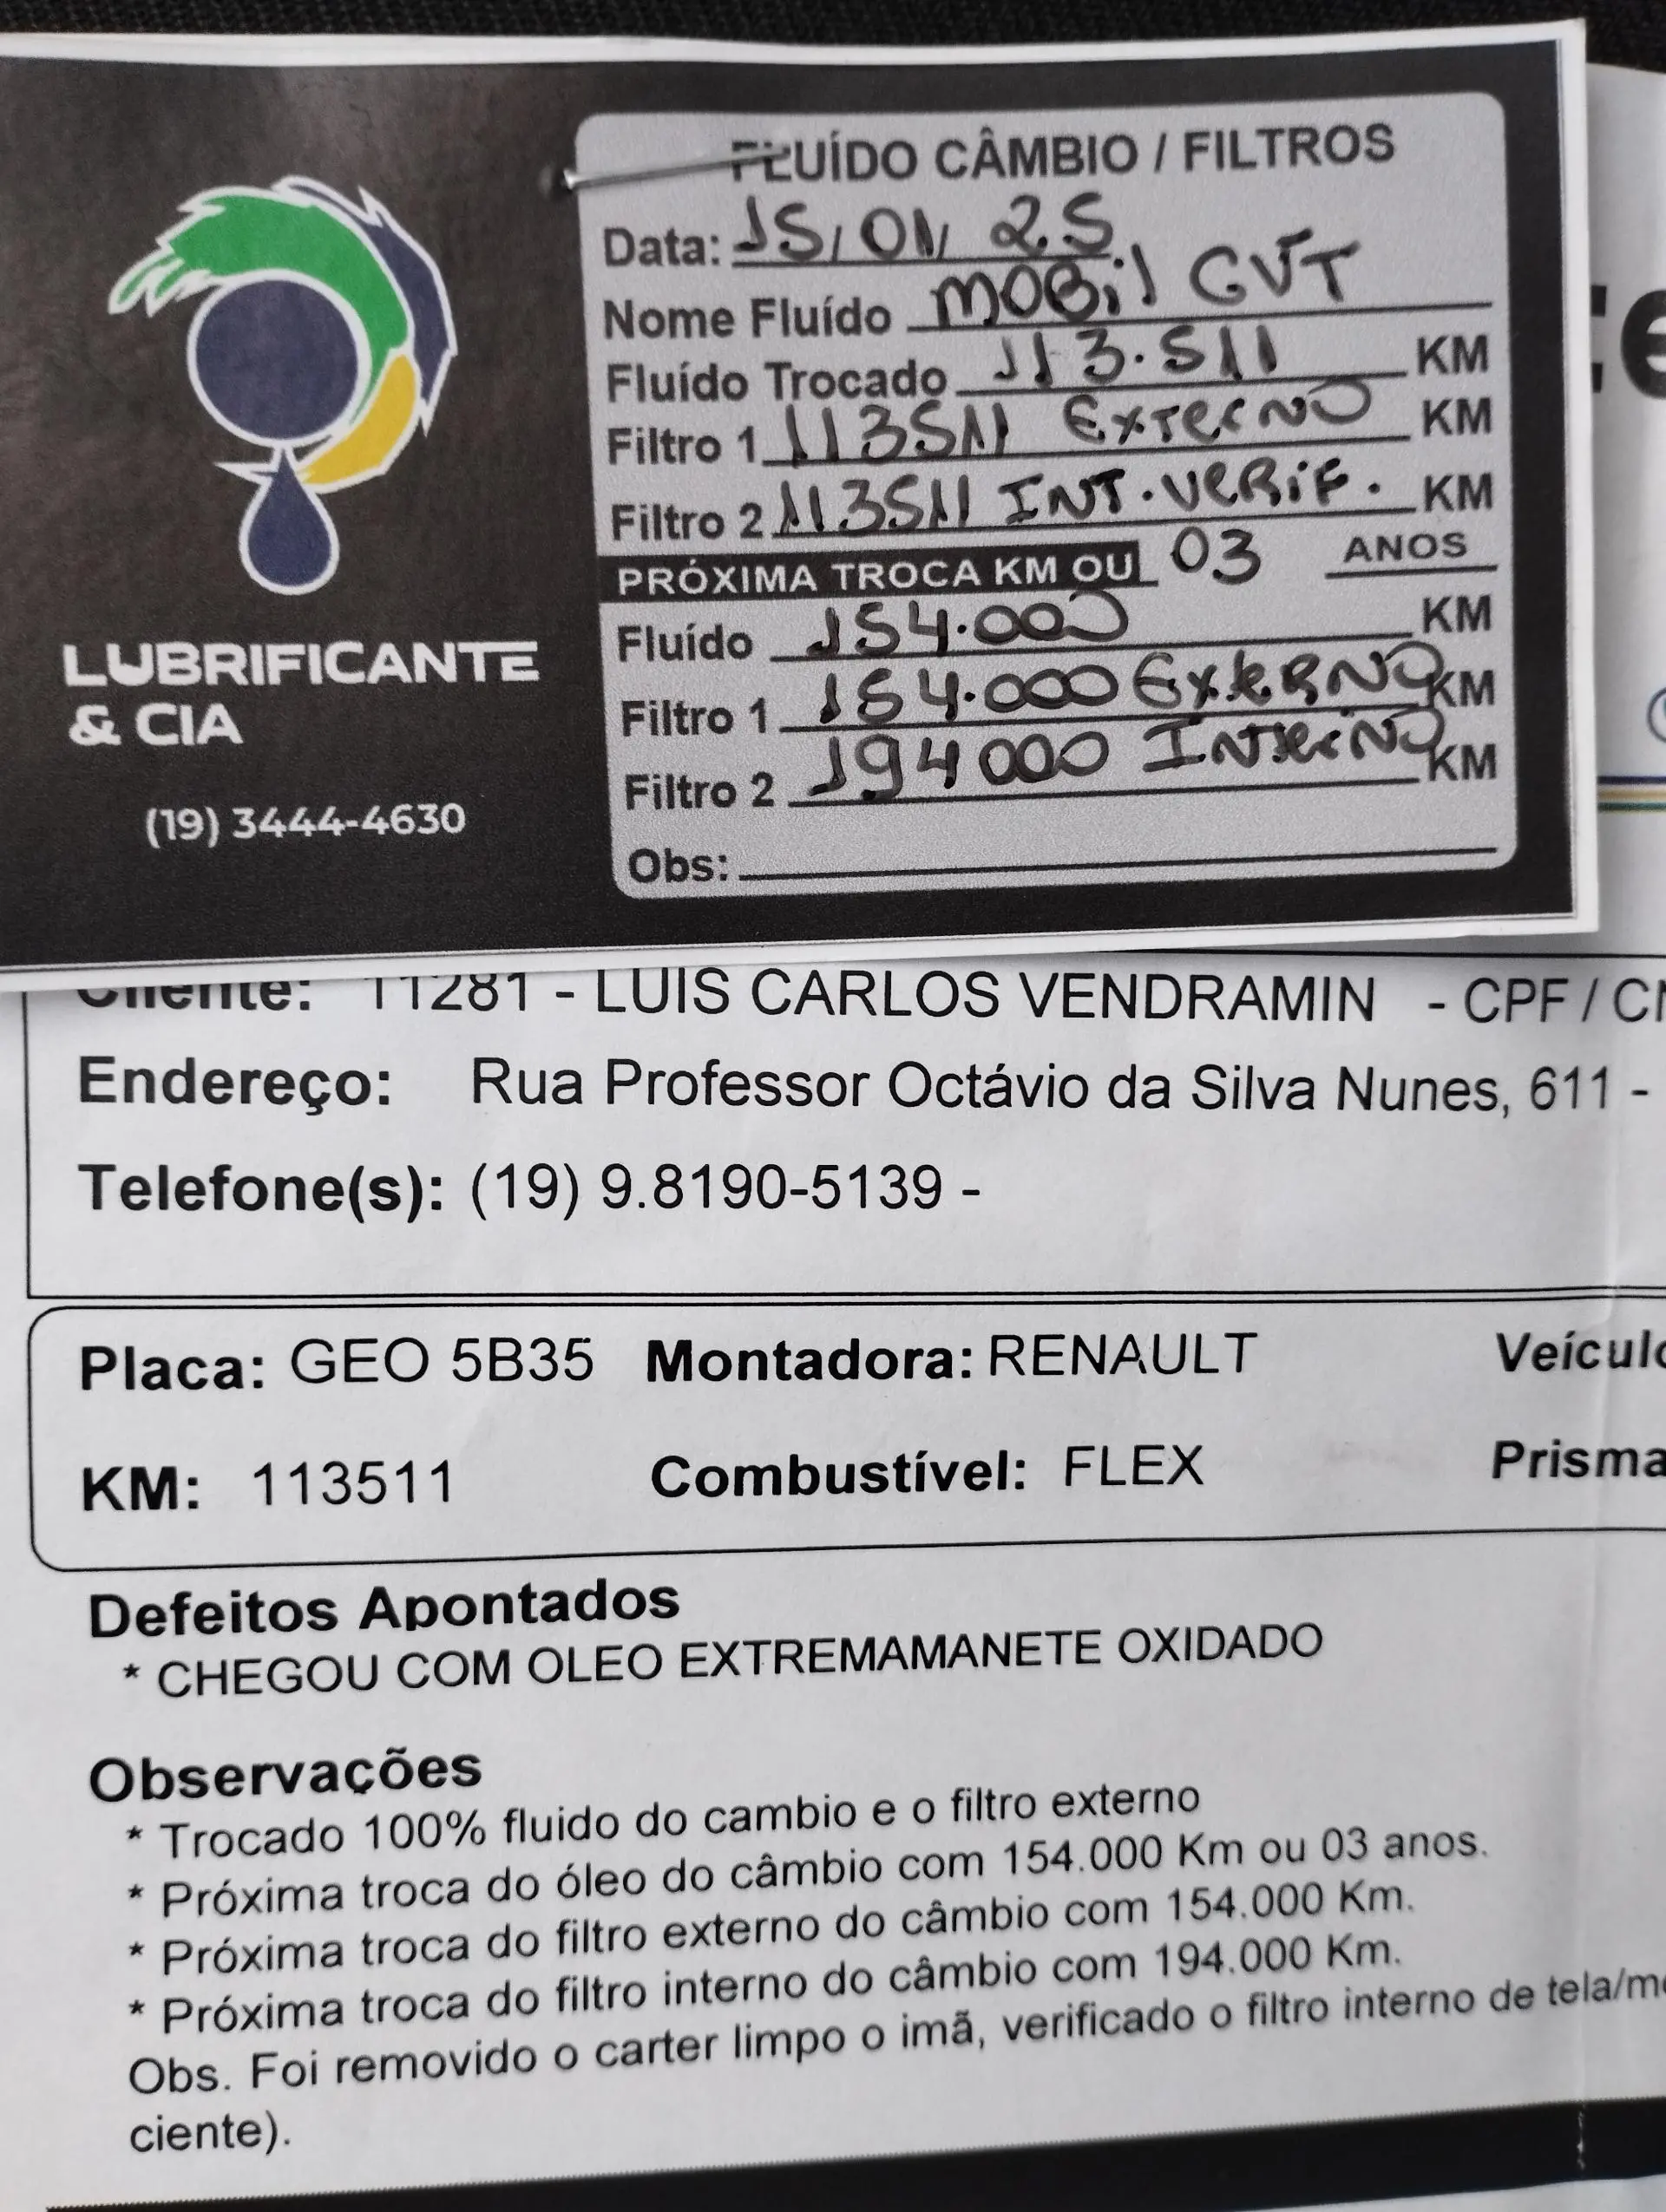 FLUÍDO CÂMBIO / FILTROS
Data: 15/01/25
Nome Fluído MOBil CVT
Fluído Trocado 113.511 KM
Filtro 1 113511 EXTERNO KM
Filtro 2 113511 INT.VERIF. KM
PRÓXIMA TROCA KM OU 03 ANOS
Fluído 154.000 KM
Filtro 1 154.000 EXTERNO KM
Filtro 2 194000 INTERNO KM
Obs:
LUBRIFICANTE
& CIA
(19) 3444-4630
Cliente: 11281 - LUIS CARLOS VENDRAMIN - CPF /
Endereço: Rua Professor Octávio da Silva Nunes, 611 -
Telefone(s): (19) 9.8190-5139 -
Placa: GEO 5B35 Montadora: RENAULT
KM: 113511 Combustível: FLEX Prisma
Defeitos Apontados
* CHEGOU COM OLEO EXTREMAMANETE OXIDADO
Observações
* Trocado 100% fluido do cambio e o filtro externo
* Próxima troca do óleo do câmbio com 154.000 Km ou 03 anos.
* Próxima troca do filtro externo do câmbio com 154.000 Km.
* Próxima troca do filtro interno do câmbio com 194.000 Km.
Obs. Foi removido o carter limpo o imã, verificado o filtro interno de tela/
ciente).